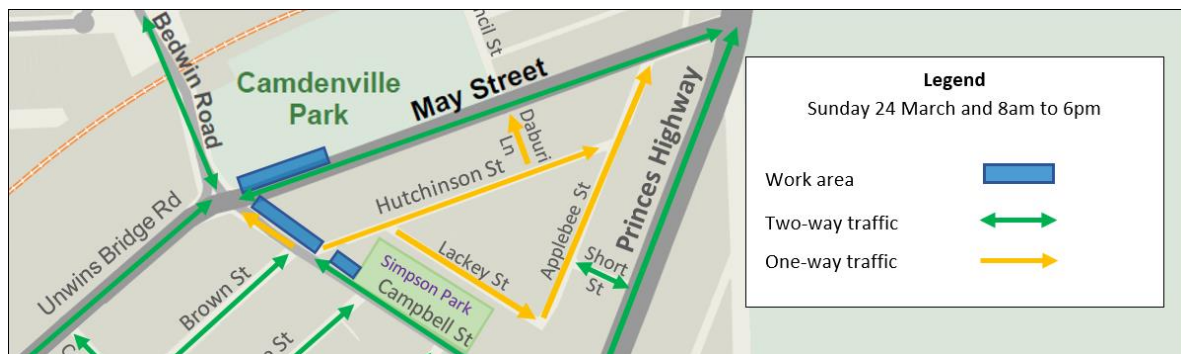 Bedwin Road
Camdenville
Park
May Street
Daburi
Ln
Hutchinson St
Princes Highway
Unwins Bridge Rd
Lackey St
Applebee St
Short
St
Brown St
Simpson Park
Campbell St
St
Legend
Sunday 24 March and 8am to 6pm
Work area
Two-way traffic
One-way traffic